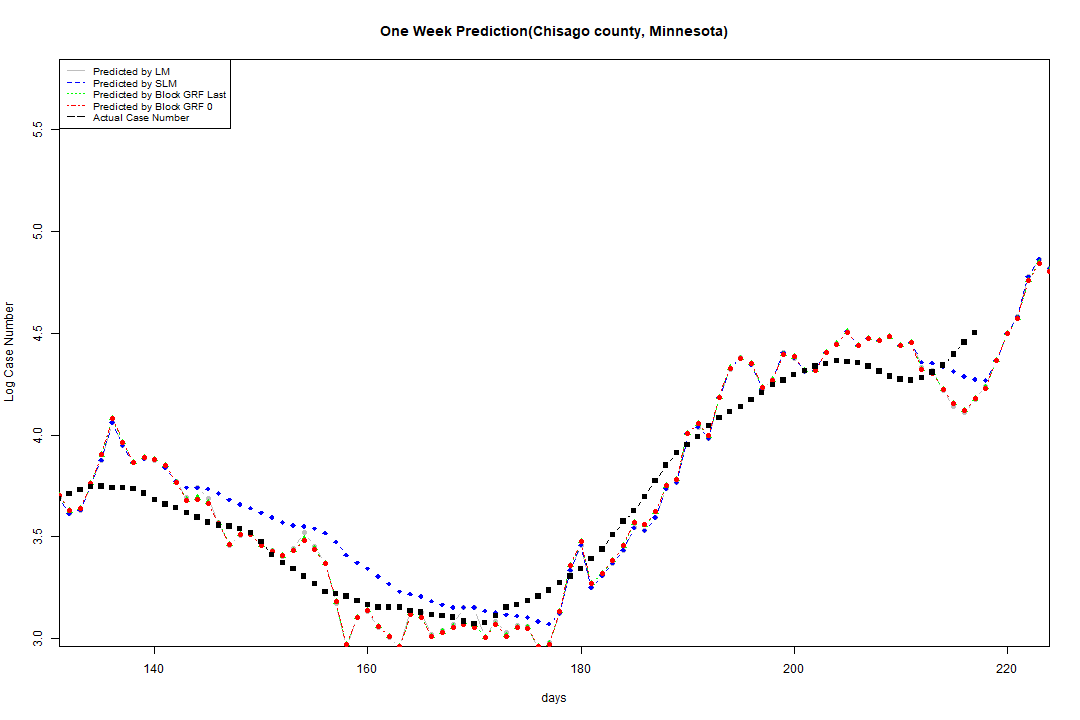 One Week Prediction(Chisago county, Minnesota)
Predicted by LM
Predicted by SLM
Predicted by Block GRF Last
Predicted by Block GRF 0
Actual Case Number
5.5
5.0
4.5
4.0
3.5
3.0
Log Case Number
140 160 180 200 220
days